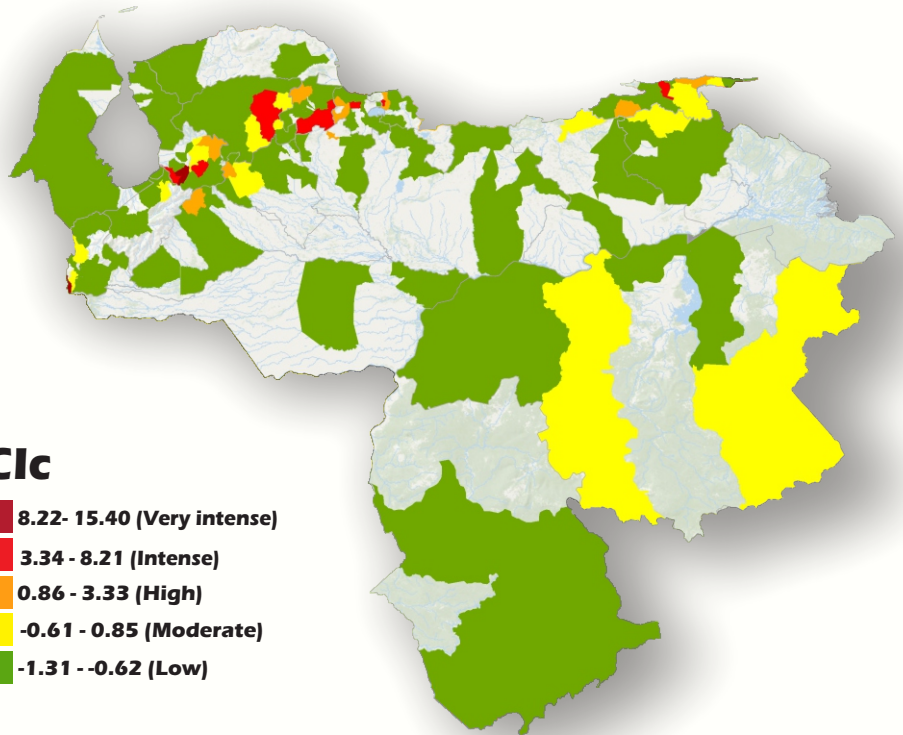 CIc
8.22- 15.40 (Very intense)
3.34 - 8.21 (Intense)
0.86 - 3.33 (High)
-0.61 - 0.85 (Moderate)
-1.31 - -0.62 (Low)